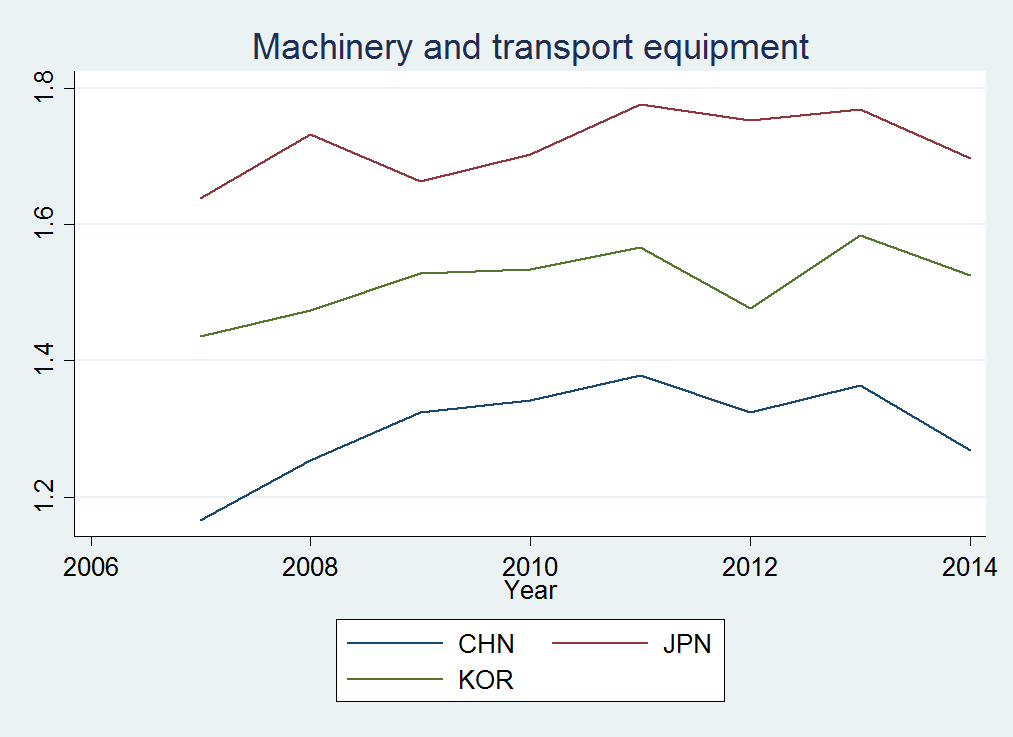 Machinery and transport equipment
1.8
1.6
1.4
1.2
2006 2008 2010 2012 2014
Year
CHN JPN
KOR